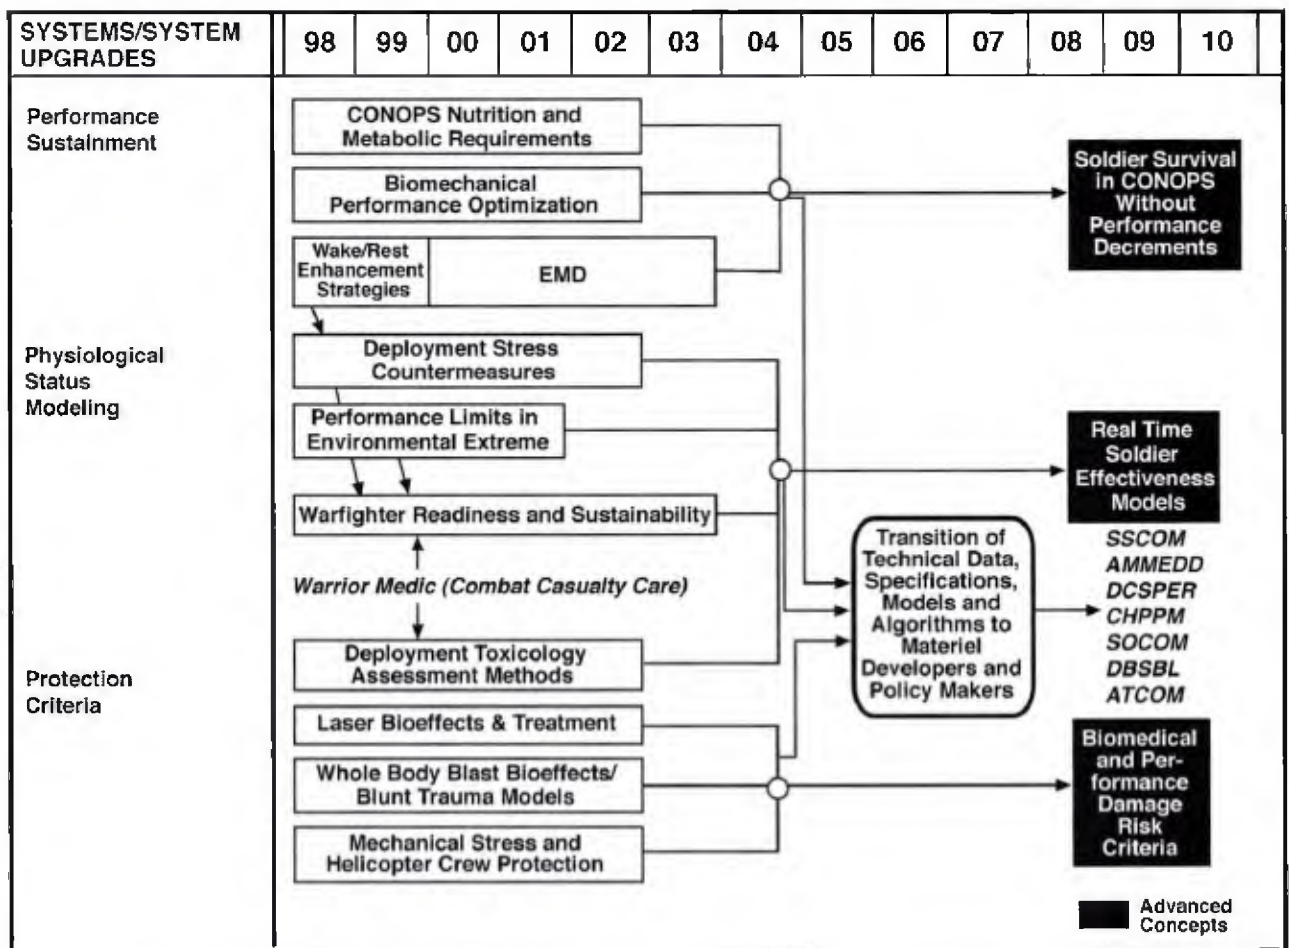 SYSTEMS/SYSTEM
UPGRADES
98 99 00 01 02 03 04 05 06 07 08 09 10
Performance
Sustainment
CONOPS Nutrition and
Metabolic Requirements
Biomechanical
Performance Optimization
Wake/Rest
Enhancement
Strategies
EMD
Soldier Survival
in CONOPS
Without
Performance
Decrements
Physiological
Status
Modeling
Deployment Stress
Countermeasures
Performance Limits in
Environmental Extreme
Warfighter Readiness and Sustainability
Warrior Medic (Combat Casualty Care)
Real Time
Soldier
Effectiveness
Models
Transition of
Technical Data,
Specifications,
Models and
Algorithms to
Materiel
Developers and
Policy Makers
SSCOM
AMMEDD
DCSPER
CHPPM
SOCOM
DBSBL
ATCOM
Protection
Criteria
Deployment Toxicology
Assessment Methods
Laser Bioeffects & Treatment
Whole Body Blast Bioeffects/
Blunt Trauma Models
Mechanical Stress and
Helicopter Crew Protection
Biomedical
and Per-
formance
Damage
Risk
Criteria
Advanced
Concepts